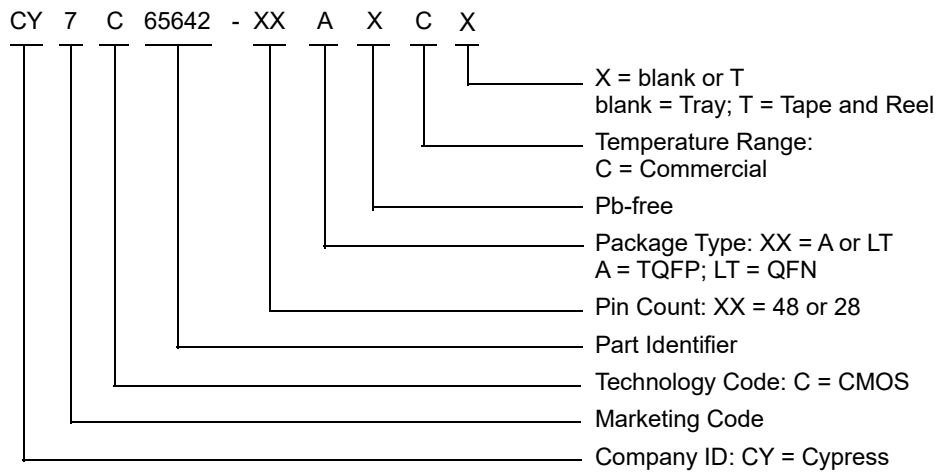 CY 7 C 65642 - XX A X C X
X = blank or T
blank = Tray; T = Tape and Reel
Temperature Range:
C = Commercial
Pb-free
Package Type: XX = A or LT
A = TQFP; LT = QFN
Pin Count: XX = 48 or 28
Part Identifier
Technology Code: C = CMOS
Marketing Code
Company ID: CY = Cypress